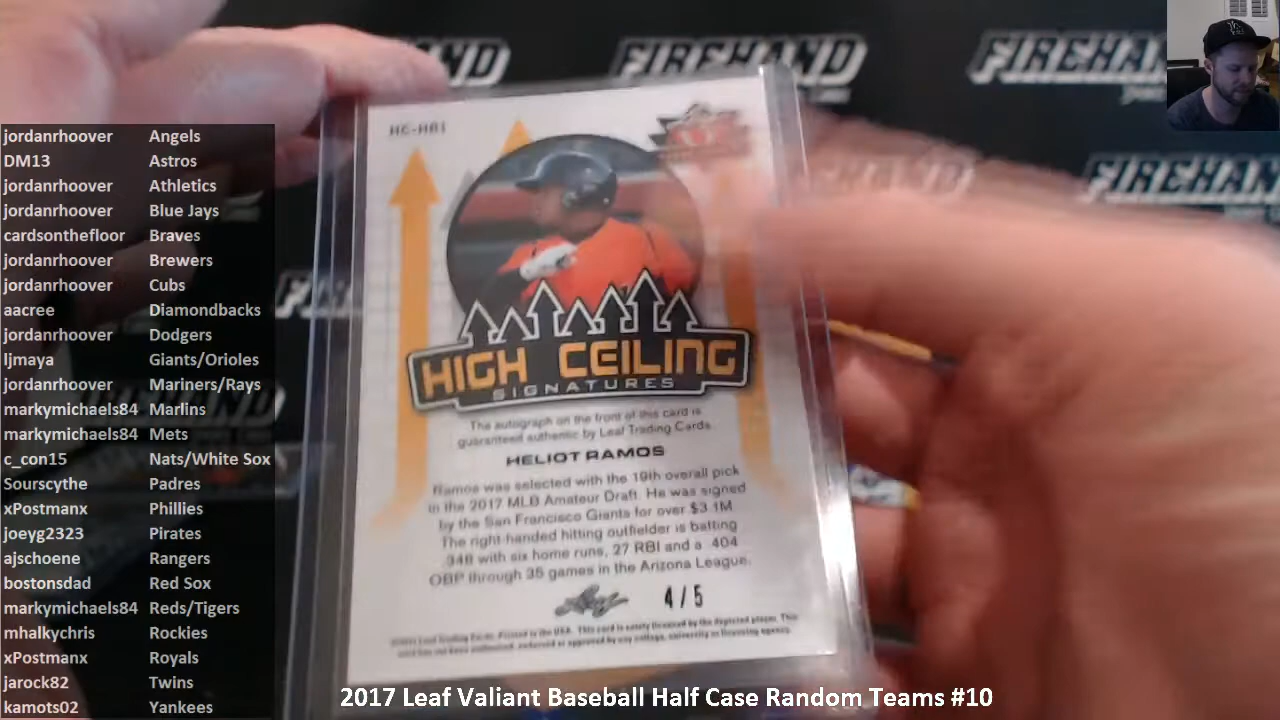 FIREHAND
FIREHAND
FIREHAND
FIREHAND
jordanrhoover Angels
DM13 Astros
jordanrhoover Athletics
jordanrhoover Blue Jays
cardsonthefloor Braves
jordanrhoover Brewers
jordanrhoover Cubs
aacree Diamondbacks
jordanrhoover Dodgers
ljmaya Giants/Orioles
jordanrhoover Mariners/Rays
markymichaels84 Marlins
markymichaels84 Mets
c_con15 Nats/White Sox
Sourscythe Padres
xPostmanx Phillies
joeyg2323 Pirates
ajschoene Rangers
bostonsdad Red Sox
markymichaels84 Reds/Tigers
mhalkychris Rockies
xPostmanx Royals
jarock82 Twins
kamots02 Yankees
HC-HR1
HIGH CEILING
SIGNATURES
The autograph on the front of this card is
guaranteed authentic by Leaf Trading Cards.
HELIOT RAMOS
Ramos was selected with the 19th overall pick
in the 2017 MLB Amateur Draft. He was signed
by the San Francisco Giants for over $3.1M
The right-handed hitting outfielder is batting
.348 with six home runs, 27 RBI and a .404
OBP through 35 games in the Arizona League.
Leaf 4/5
2017 Leaf Valiant Baseball Half Case Random Teams #10